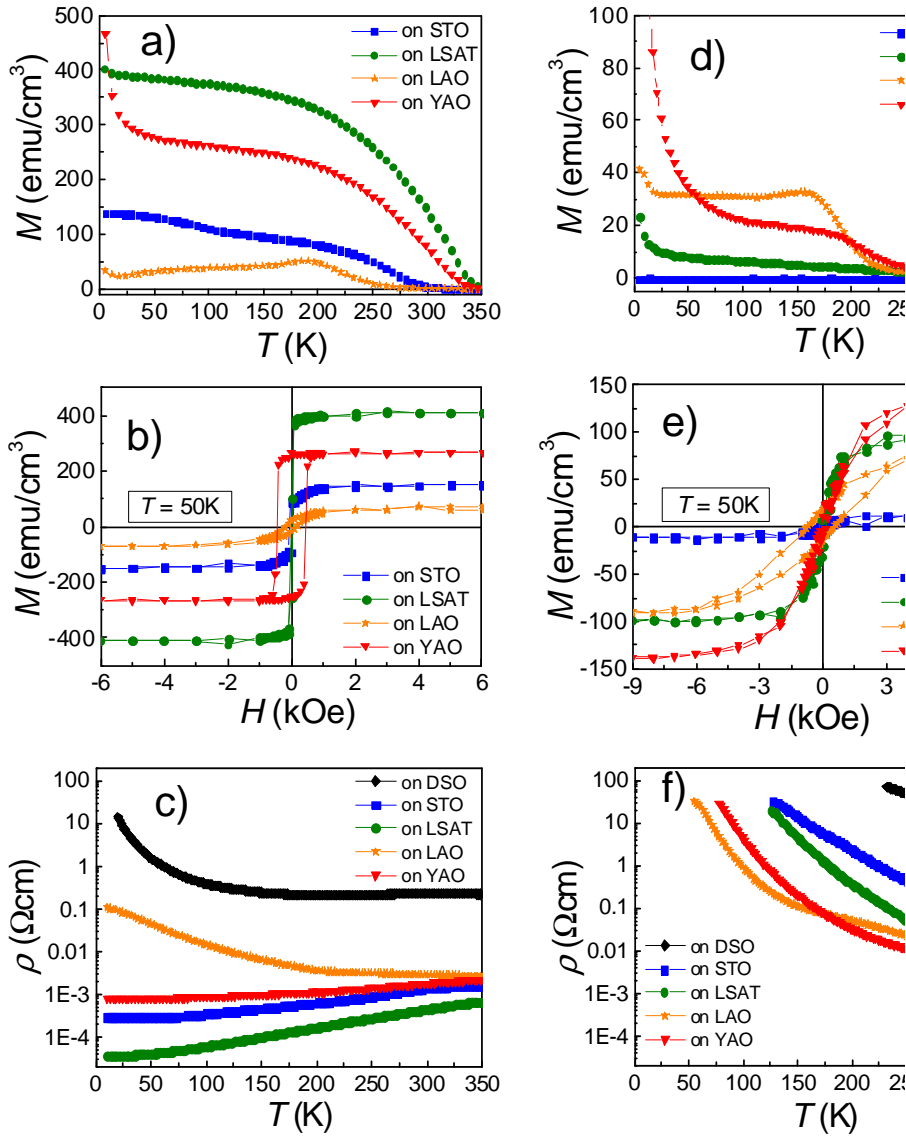 a)
on STO
on LSAT
on LAO
on YAO
500
400
300
200
100
0
M (emu/cm³)
0 50 100 150 200 250 300 350
T (K)
d)
100
80
60
40
20
0
M (emu/cm³)
0 50 100 150 200 25
T (K)
b)
T = 50K
400
200
0
-200
-400
M (emu/cm³)
on STO
on LSAT
on LAO
on YAO
-6 -4 -2 0 2 4 6
H (kOe)
e)
T = 50K
150
100
50
0
-50
-100
-150
M (emu/cm³)
-9 -6 -3 0 3
H (kOe)
c)
on DSO
on STO
on LSAT
on LAO
on YAO
100
10
1
0.1
0.01
1E-3
1E-4
ρ (Ωcm)
0 50 100 150 200 250 300 350
T (K)
f)
100
10
1
0.1
0.01
1E-3
1E-4
ρ (Ωcm)
on DSO
on STO
on LSAT
on LAO
on YAO
0 50 100 150 200 25
T (K)